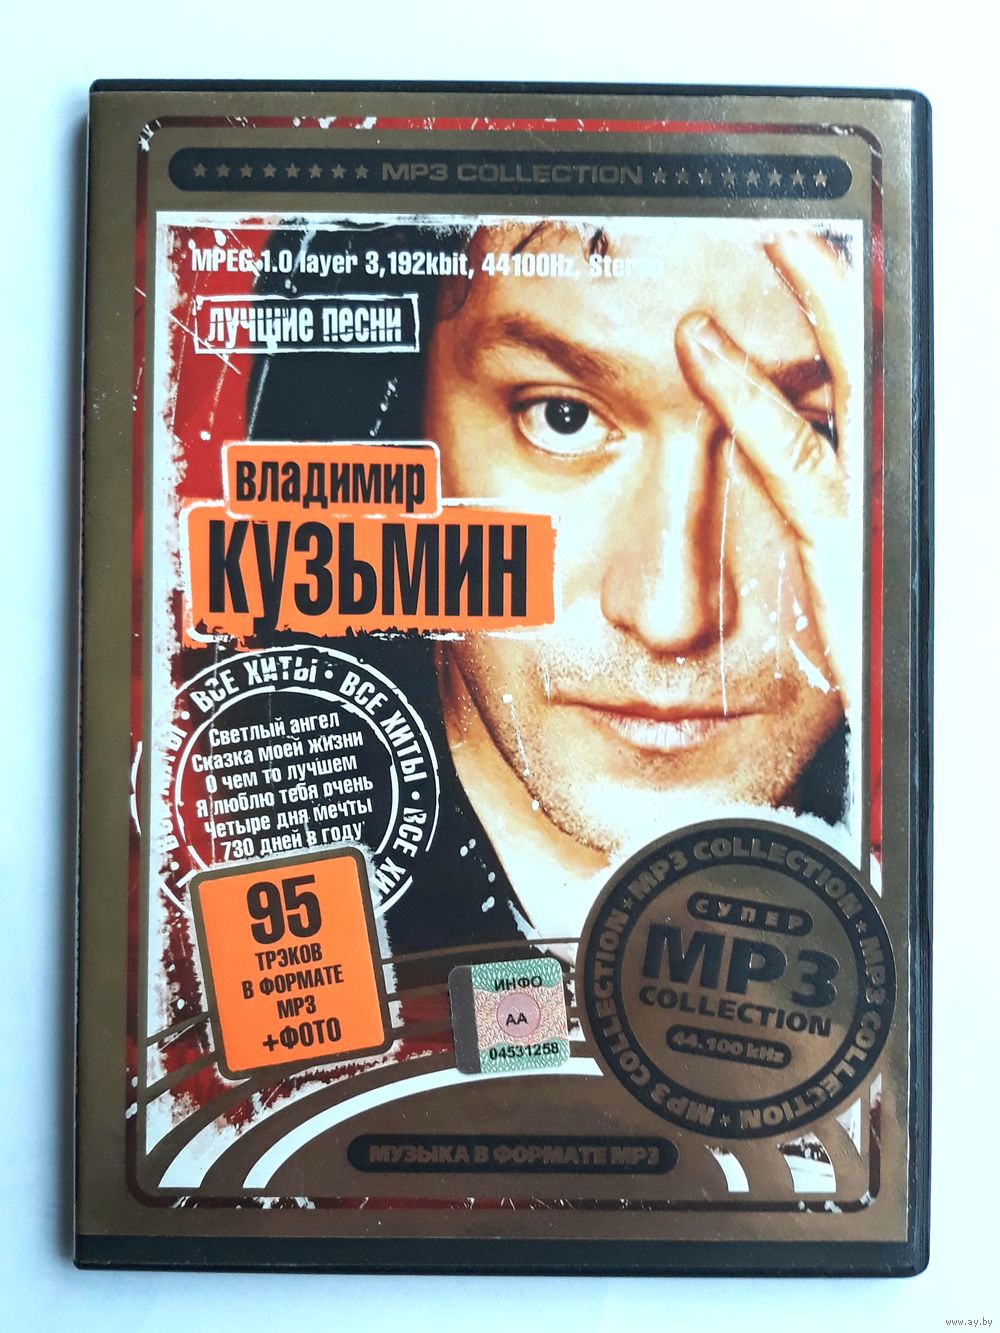 MP3 COLLECTION
MPEG 1.0 layer 3,192kbit, 44100Hz, Stereo
лучшие песни
владимир
кузьмин
ВСЕ ХИТЫ • ВСЕ ХИТЫ • ВСЕ ХИ
Светлый ангел
Сказка моей жизни
О чем то лучшем
Я люблю тебя очень
Четыре дня мечты
730 дней в году
95
ТРЭКОВ
В ФОРМАТЕ
MP3
+ФОТО
ИНФО
АА
04531258
MP3 COLLECTION ★ MP3 COLLECTION ★ MP3 COLLECTION ★ MP3 COLLECTION
СУПЕР
MP3
COLLECTION
44.100 kHz
МУЗЫКА В ФОРМАТЕ MP3
www.ay.by